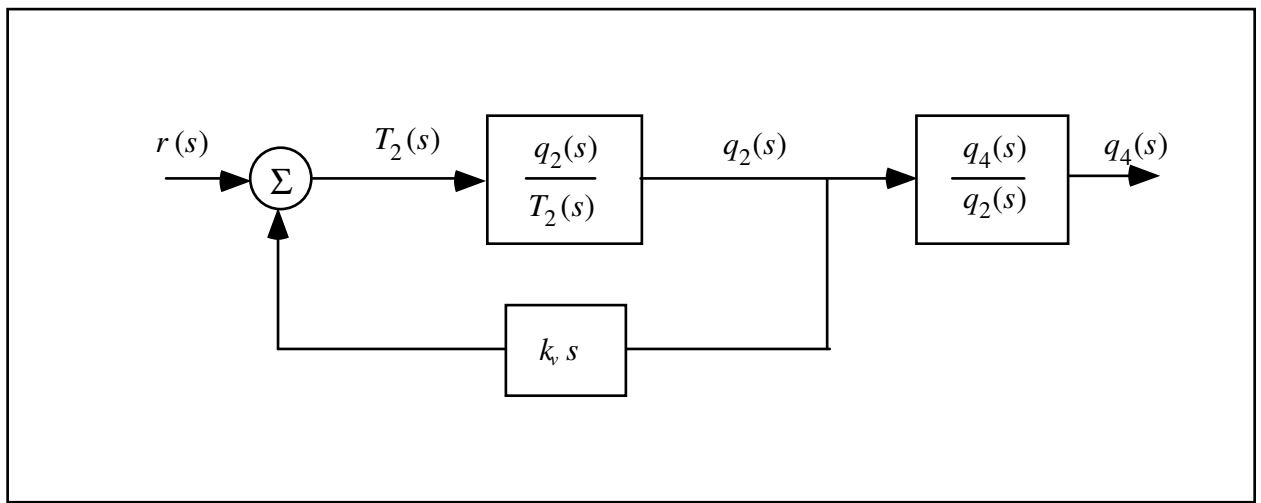 r(s)
Σ
T₂(s)
q₂(s)
T₂(s)
q₂(s)
q₄(s)
q₂(s)
q₄(s)
kᵥ s